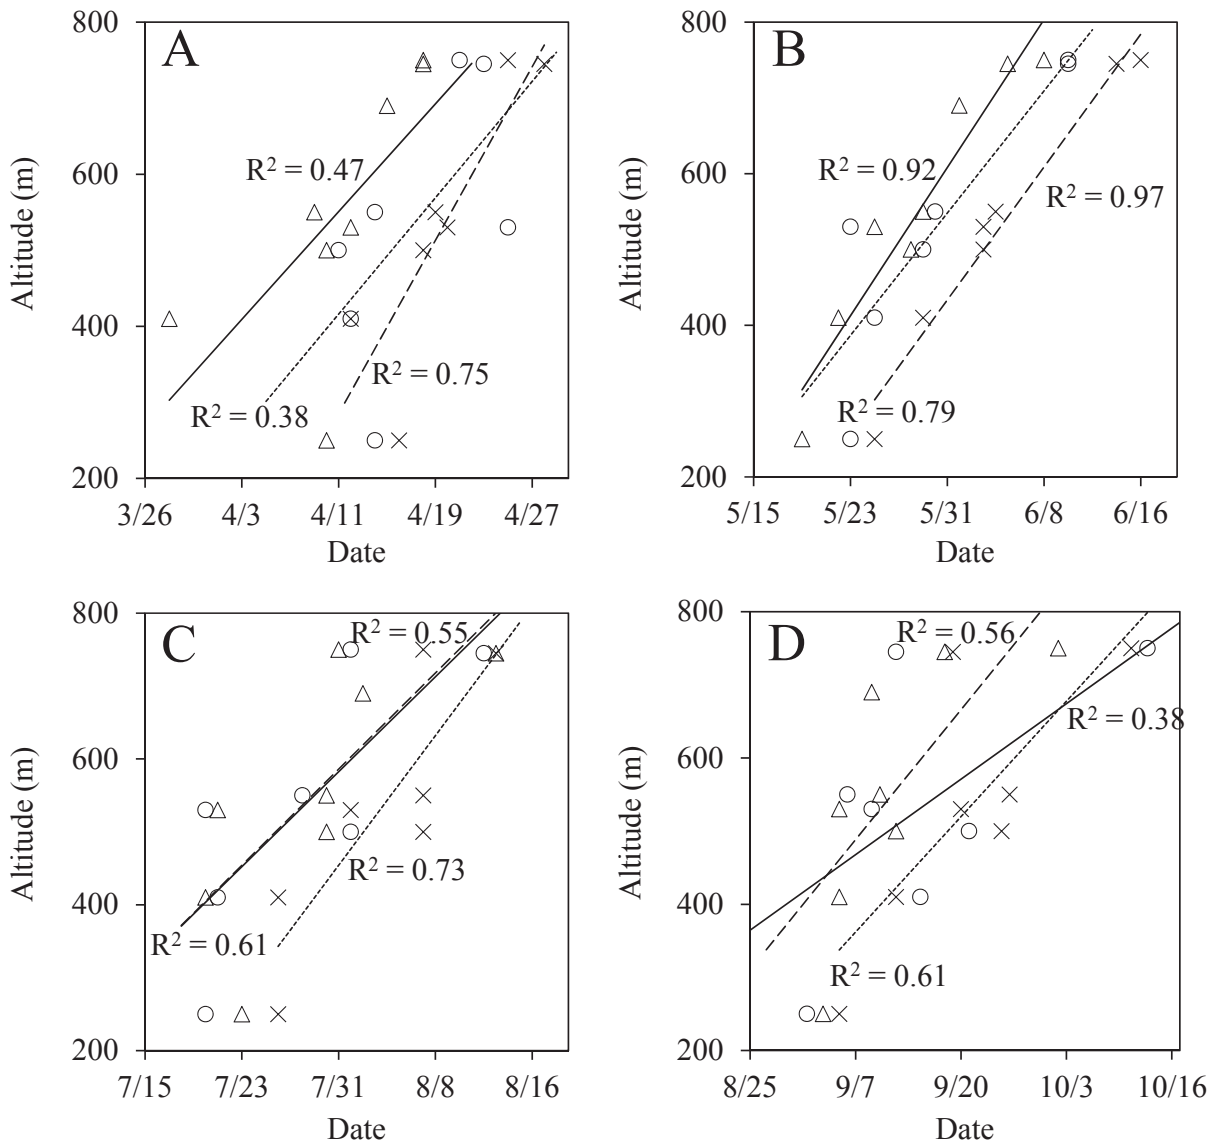 800
A
600
400
200
Altitude (m)
R² = 0.47
R² = 0.75
R² = 0.38
3/26 4/3 4/11 4/19 4/27
Date
800
B
600
400
200
Altitude (m)
R² = 0.92
R² = 0.97
R² = 0.79
5/15 5/23 5/31 6/8 6/16
Date
800
C
600
400
200
Altitude (m)
R² = 0.55
R² = 0.73
R² = 0.61
7/15 7/23 7/31 8/8 8/16
Date
800
D
600
400
200
Altitude (m)
R² = 0.56
R² = 0.38
R² = 0.61
8/25 9/7 9/20 10/3 10/16
Date